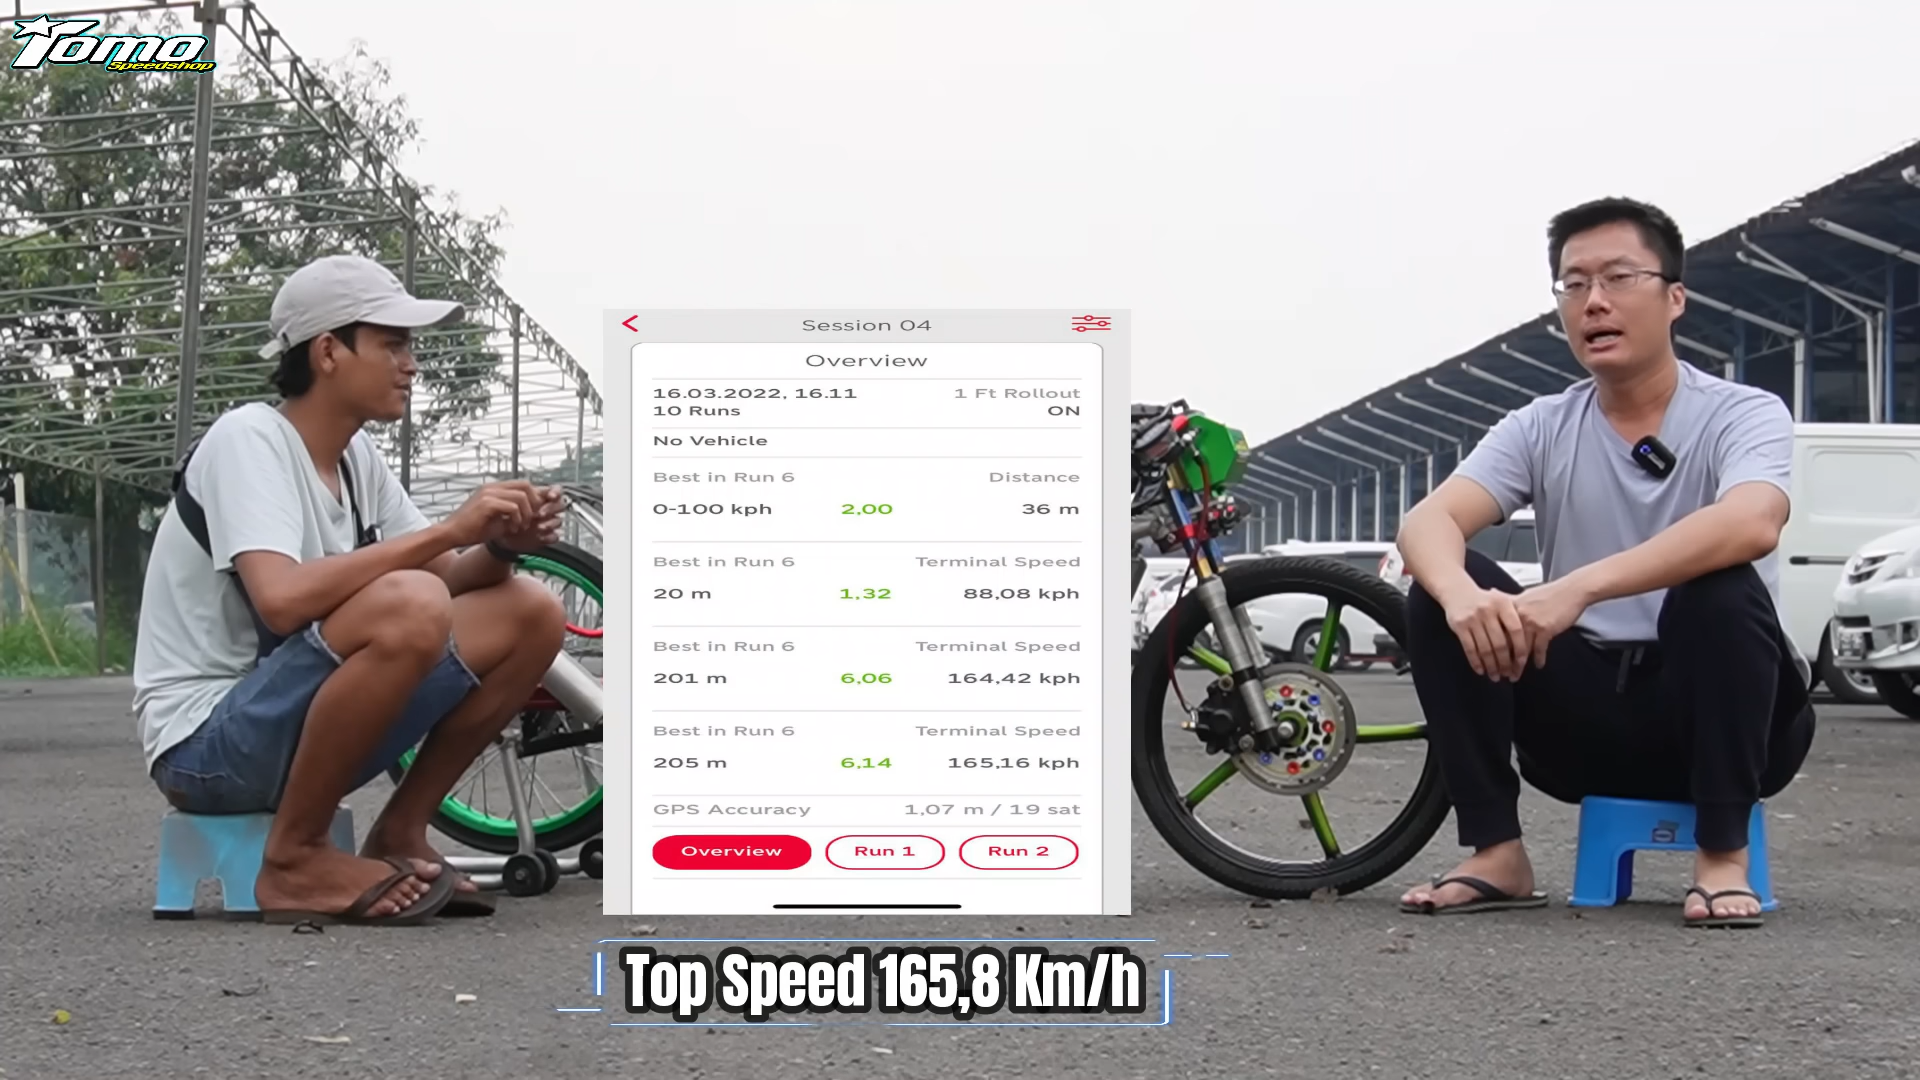 Tomo
Speedshop
Session 04
Overview
16.03.2022, 16.11
1 Ft Rollout
10 Runs
ON
No Vehicle
Best in Run 6
Distance
0-100 kph
2,00
36 m
Best in Run 6
Terminal Speed
20 m
1,32
88,08 kph
Best in Run 6
Terminal Speed
201 m
6,06
164,42 kph
Best in Run 6
Terminal Speed
205 m
6,14
165,16 kph
GPS Accuracy
1,07 m / 19 sat
Overview
Run 1
Run 2
Top Speed 165,8 Km/h